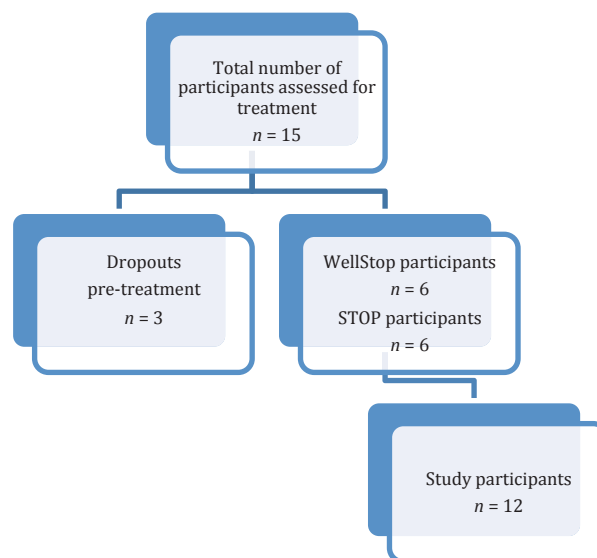 Total number of
participants assessed for
treatment
n = 15
Dropouts
pre-treatment
n = 3
WellStop participants
n = 6
STOP participants
n = 6
Study participants
n = 12